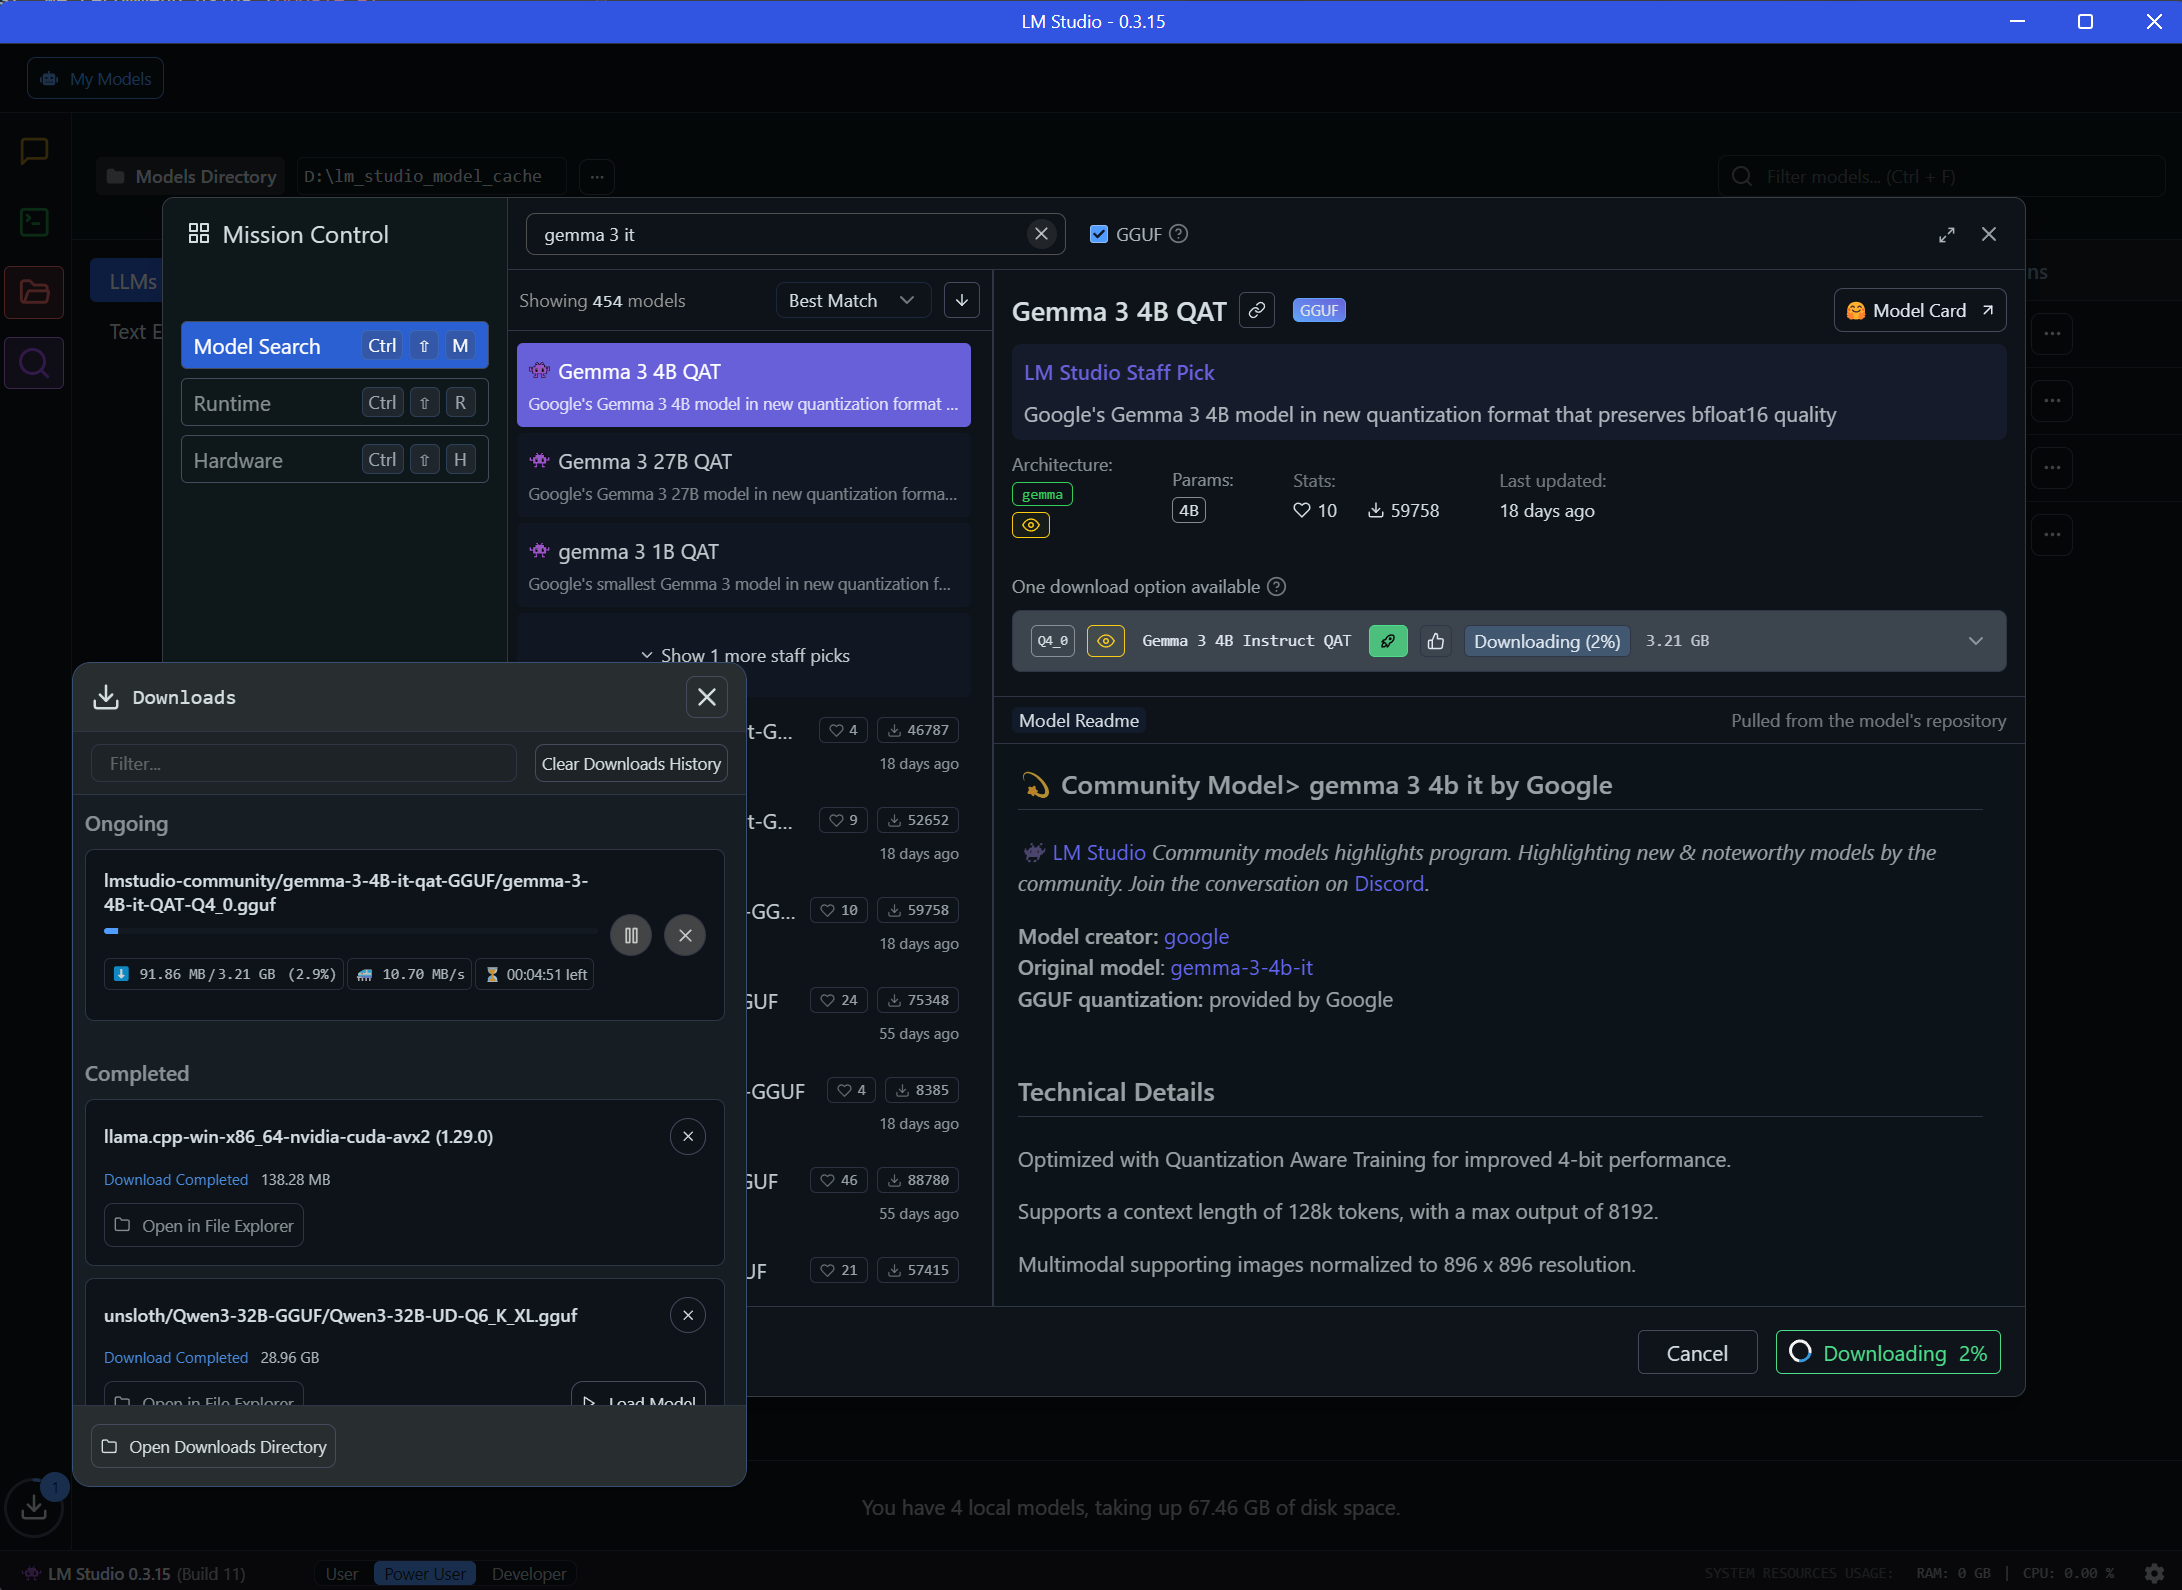 LM Studio - 0.3.15
My Models
Models Directory
D:\lm_studio_model_cache
Filter models... (Ctrl + F)
LLMs
Text E
ns
Mission Control
Model Search Ctrl ⇧ M
Runtime Ctrl ⇧ R
Hardware Ctrl ⇧ H
gemma 3 it
GGUF
Showing 454 models
Best Match
Gemma 3 4B QAT
Google's Gemma 3 4B model in new quantization format ...
Gemma 3 27B QAT
Google's Gemma 3 27B model in new quantization forma...
gemma 3 1B QAT
Google's smallest Gemma 3 model in new quantization f...
Show 1 more staff picks
t-G... 4 46787
18 days ago
t-G... 9 52652
18 days ago
-GG... 10 59758
18 days ago
GUF 24 75348
55 days ago
-GGUF 4 8385
18 days ago
GUF 46 88780
55 days ago
UF 21 57415
Gemma 3 4B QAT
GGUF
Model Card
LM Studio Staff Pick
Google's Gemma 3 4B model in new quantization format that preserves bfloat16 quality
Architecture:
gemma
Params:
4B
Stats:
10 59758
Last updated:
18 days ago
One download option available
Q4_0 Gemma 3 4B Instruct QAT Downloading (2%) 3.21 GB
Model Readme
Pulled from the model's repository
Community Model> gemma 3 4b it by Google
LM Studio Community models highlights program. Highlighting new & noteworthy models by the
community. Join the conversation on Discord.
Model creator: google
Original model: gemma-3-4b-it
GGUF quantization: provided by Google
Technical Details
Optimized with Quantization Aware Training for improved 4-bit performance.
Supports a context length of 128k tokens, with a max output of 8192.
Multimodal supporting images normalized to 896 x 896 resolution.
Cancel
Downloading 2%
Downloads
Filter...
Clear Downloads History
Ongoing
lmstudio-community/gemma-3-4B-it-qat-GGUF/gemma-3-
4B-it-QAT-Q4_0.gguf
91.86 MB/3.21 GB (2.9%) 10.70 MB/s 00:04:51 left
Completed
llama.cpp-win-x86_64-nvidia-cuda-avx2 (1.29.0)
Download Completed 138.28 MB
Open in File Explorer
unsloth/Qwen3-32B-GGUF/Qwen3-32B-UD-Q6_K_XL.gguf
Download Completed 28.96 GB
Open in File Explorer
Load Model
Open Downloads Directory
1
You have 4 local models, taking up 67.46 GB of disk space.
LM Studio 0.3.15 (Build 11)
User Power User Developer
SYSTEM RESOURCES USAGE: RAM: 0 GB | CPU: 0.00 %